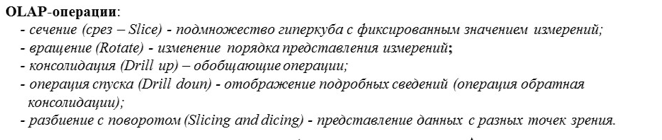 OLAP-операции:
- сечение (срез – Slice) - подмножество гиперкуба с фиксированным значением измерений;
- вращение (Rotate) - изменение порядка представления измерений;
- консолидация (Drill up) – обобщающие операции;
- операция спуска (Drill doun) - отображение подробных сведений (операция обратная
консолидации);
- разбиение с поворотом (Slicing and dicing) - представление данных с разных точек зрения.